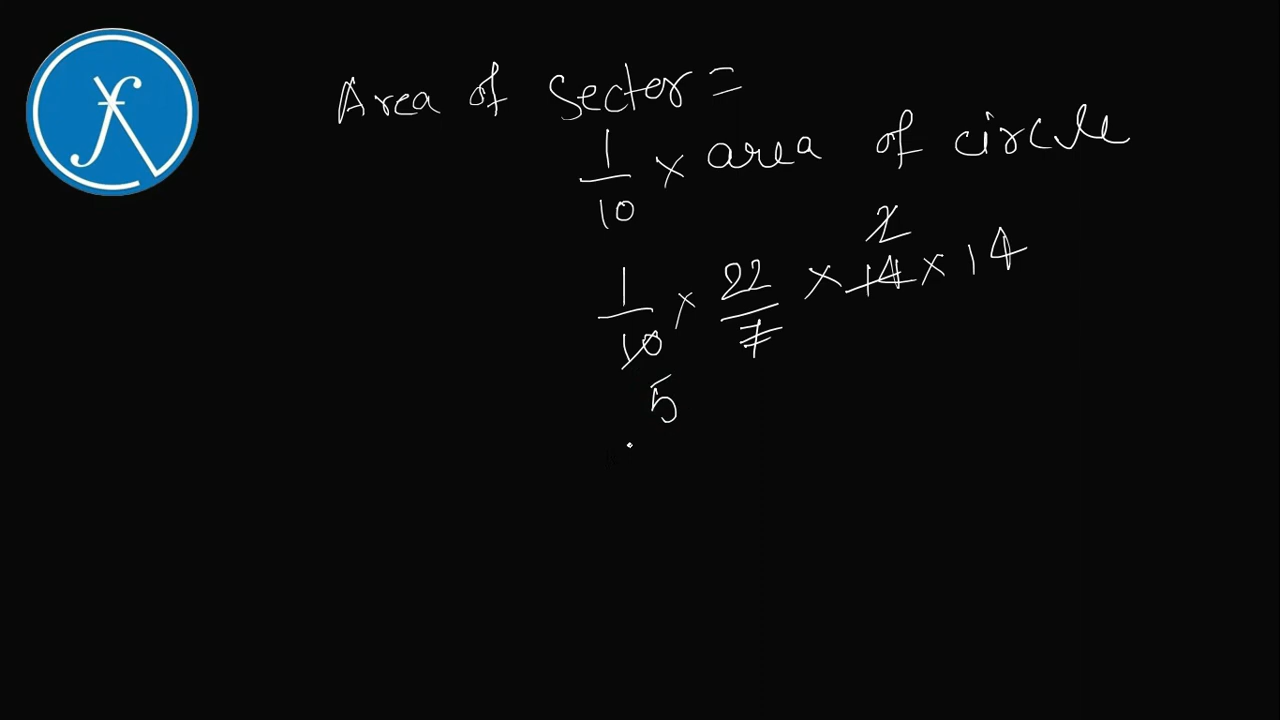 Area of Sector =
1/10 × area of circle
1/10 × 22/7 × 14 × 14
2
5